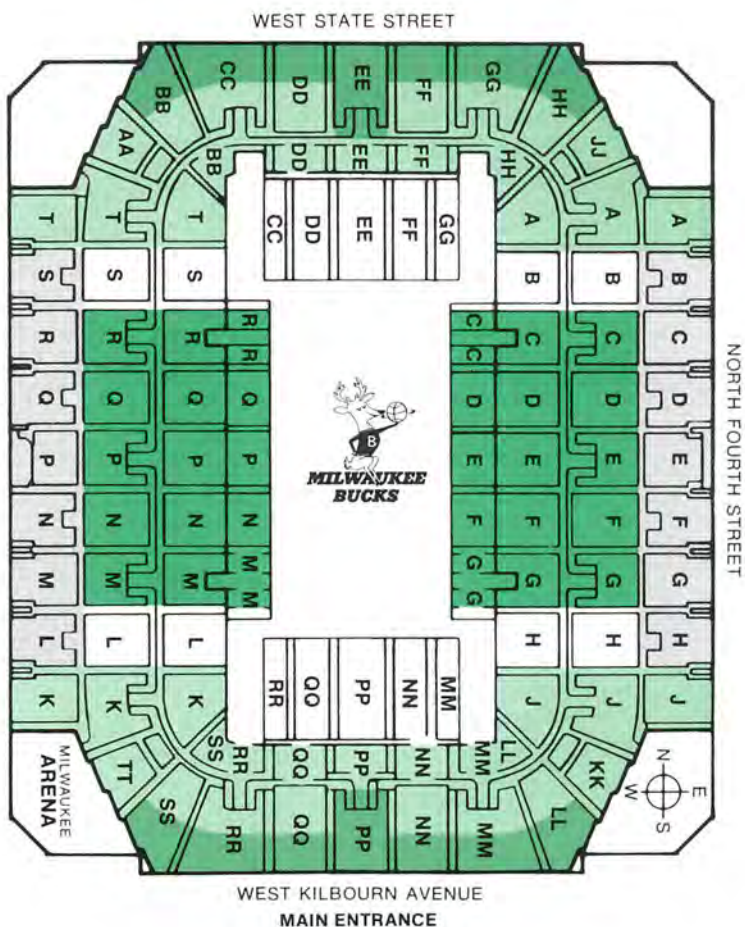 WEST STATE STREET
BB CC DD EE FF GG HH
AA JJ
BB DD EE FF HH
T T T CC DD EE FF GG A A A
S S S B B B
R R R R C C C C
Q Q Q Q D D D D
P P P P E E E E
N N N N F F F F
M M M M G G G G
R C
M G
L L L H H H
K K K J J J
B
MILWAUKEE
BUCKS
NORTH FOURTH STREET
RR QQ PP NN MM
SS RR QQ PP NN MM LL
TT KK
SS RR QQ PP NN MM LL
MILWAUKEE
ARENA
N
W E
S
WEST KILBOURN AVENUE
MAIN ENTRANCE